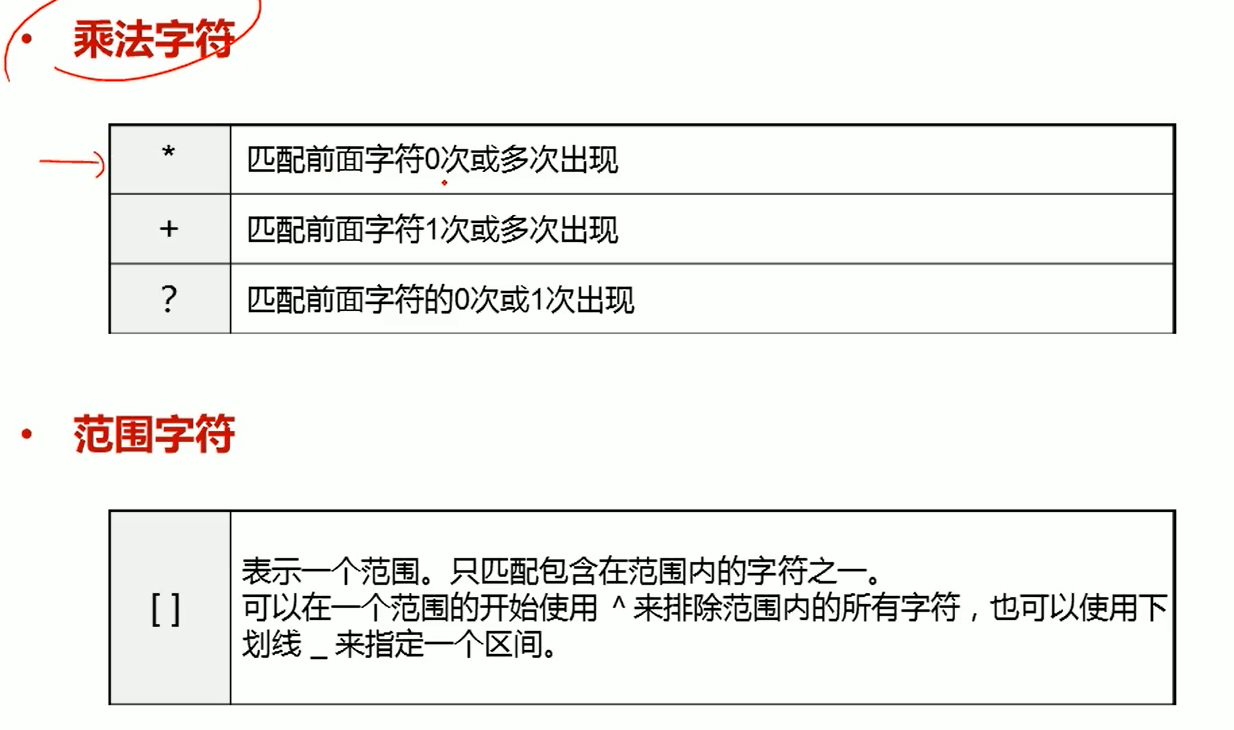 • 乘法字符
* 匹配前面字符0次或多次出现
+ 匹配前面字符1次或多次出现
? 匹配前面字符的0次或1次出现
• 范围字符
[ ] 表示一个范围。只匹配包含在范围内的字符之一。
可以在一个范围的开始使用 ^ 来排除范围内的所有字符，也可以使用下
划线 _ 来指定一个区间。